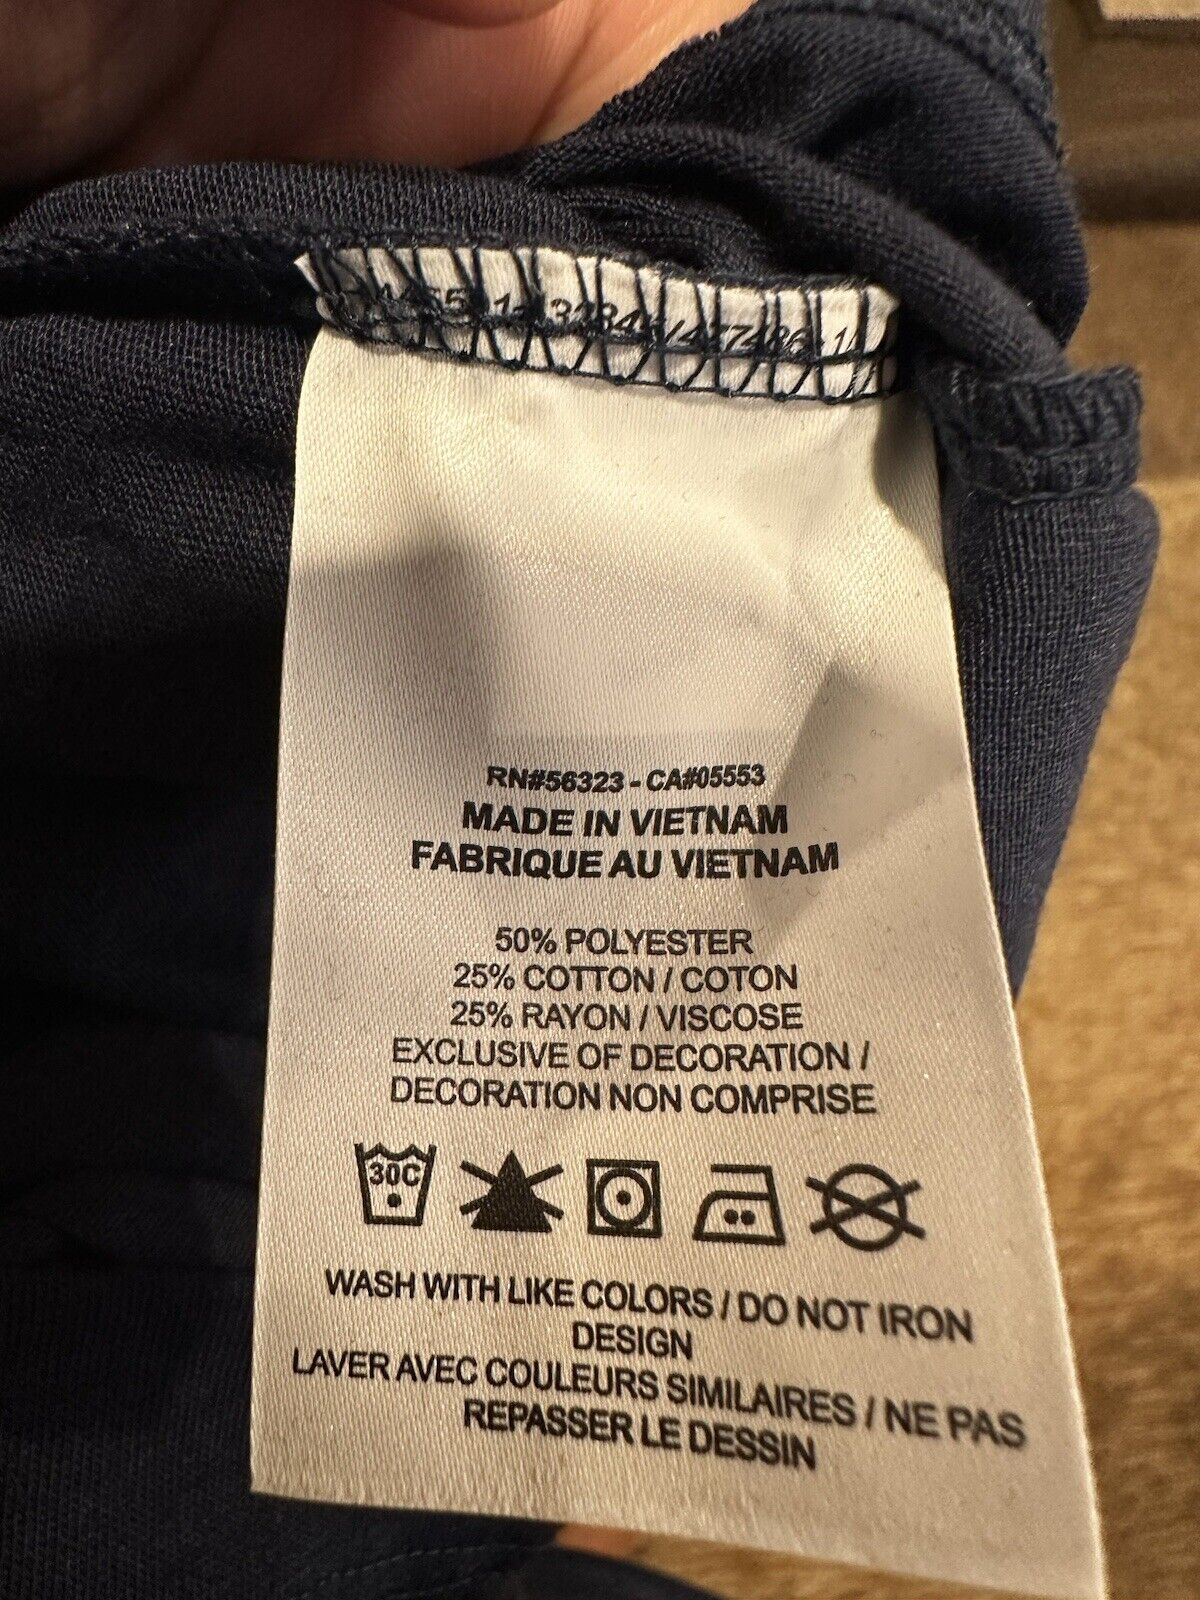 RN#56323 - CA#05553
MADE IN VIETNAM
FABRIQUE AU VIETNAM
50% POLYESTER
25% COTTON / COTON
25% RAYON / VISCOSE
EXCLUSIVE OF DECORATION /
DECORATION NON COMPRISE
30C
WASH WITH LIKE COLORS / DO NOT IRON
DESIGN
LAVER AVEC COULEURS SIMILAIRES / NE PAS
REPASSER LE DESSIN